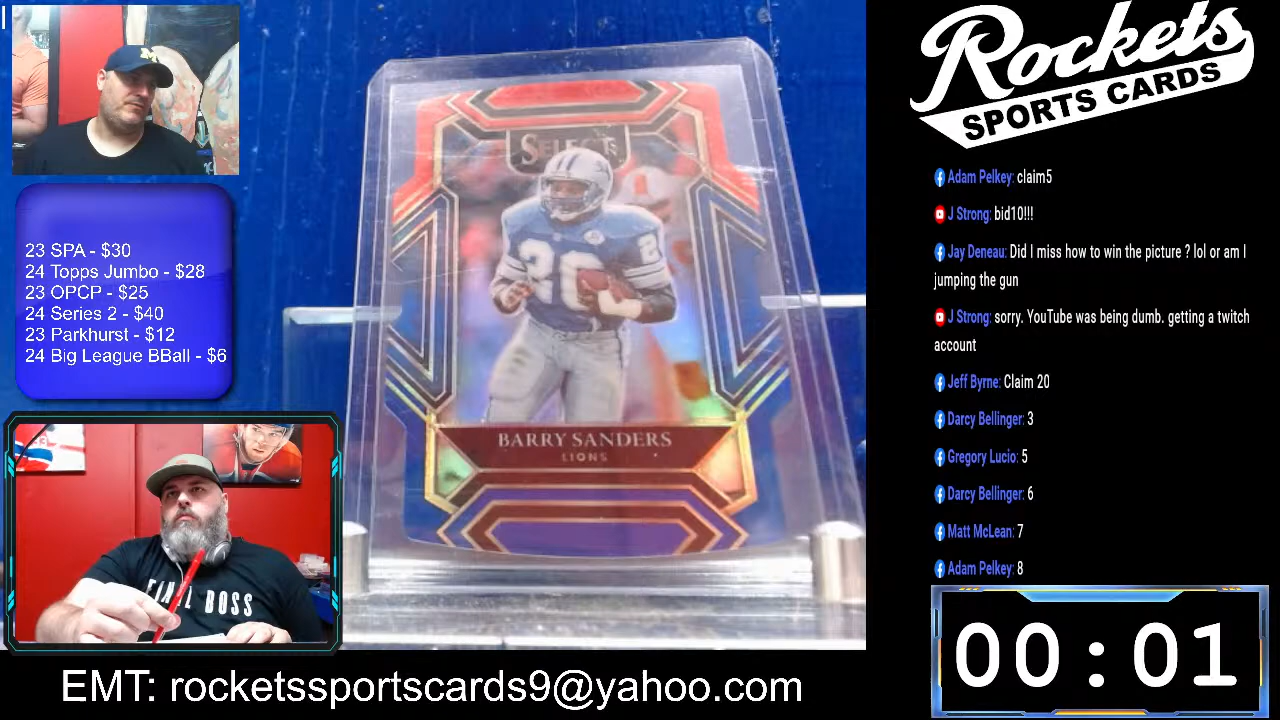 M
23 SPA - $30
24 Topps Jumbo - $28
23 OPCP - $25
24 Series 2 - $40
23 Parkhurst - $12
24 Big League BBall - $6
FINAL BOSS
SELECT
20
20
BARRY SANDERS
LIONS
Rockets
SPORTS CARDS
Adam Pelkey: claim5
J Strong: bid10!!!
Jay Deneau: Did I miss how to win the picture ? lol or am I
jumping the gun
J Strong: sorry. YouTube was being dumb. getting a twitch
account
Jeff Byrne: Claim 20
Darcy Bellinger: 3
Gregory Lucio: 5
Darcy Bellinger: 6
Matt McLean: 7
Adam Pelkey: 8
00:01
EMT: rocketssportscards9@yahoo.com